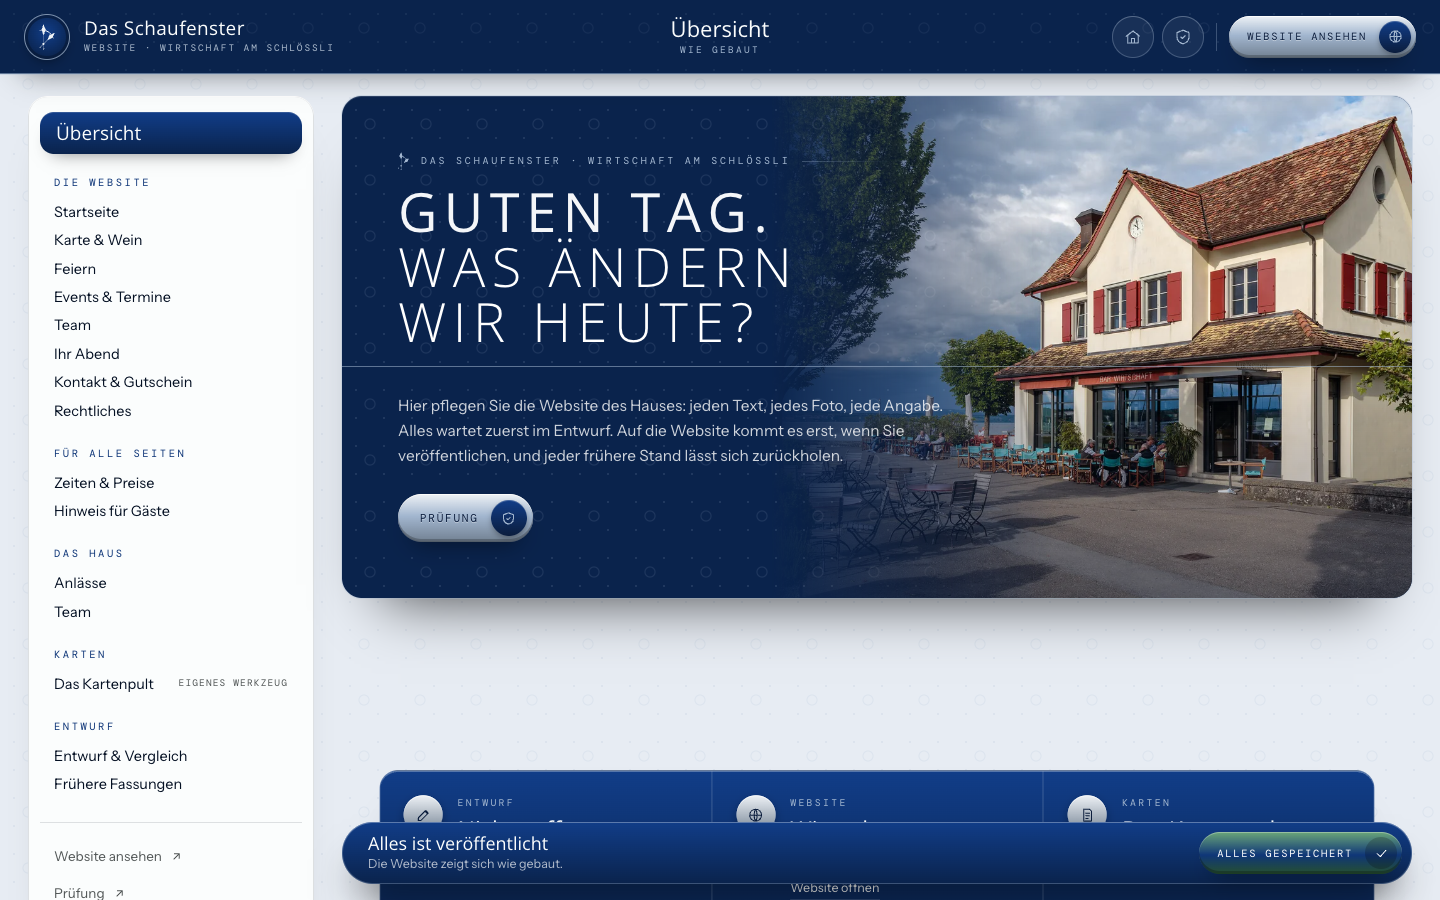 Das Schaufenster
WEBSITE · WIRTSCHAFT AM SCHLÖSSLI
Übersicht
WIE GEBAUT
WEBSITE ANSEHEN
Übersicht
DIE WEBSITE
Startseite
Karte & Wein
Feiern
Events & Termine
Team
Ihr Abend
Kontakt & Gutschein
Rechtliches
FÜR ALLE SEITEN
Zeiten & Preise
Hinweis für Gäste
DAS HAUS
Anlässe
Team
KARTEN
Das Kartenpult
EIGENES WERKZEUG
ENTWURF
Entwurf & Vergleich
Frühere Fassungen
Website ansehen
Prüfung
DAS SCHAUFENSTER · WIRTSCHAFT AM SCHLÖSSLI
GUTEN TAG.
WAS ÄNDERN
WIR HEUTE?
Hier pflegen Sie die Website des Hauses: jeden Text, jedes Foto, jede Angabe.
Alles wartet zuerst im Entwurf. Auf die Website kommt es erst, wenn Sie
veröffentlichen, und jeder frühere Stand lässt sich zurückholen.
PRÜFUNG
BAR WIRTSCHAFT
ENTWURF
WEBSITE
KARTEN
Alles ist veröffentlicht
Die Website zeigt sich wie gebaut.
ALLES GESPEICHERT
Website öffnen